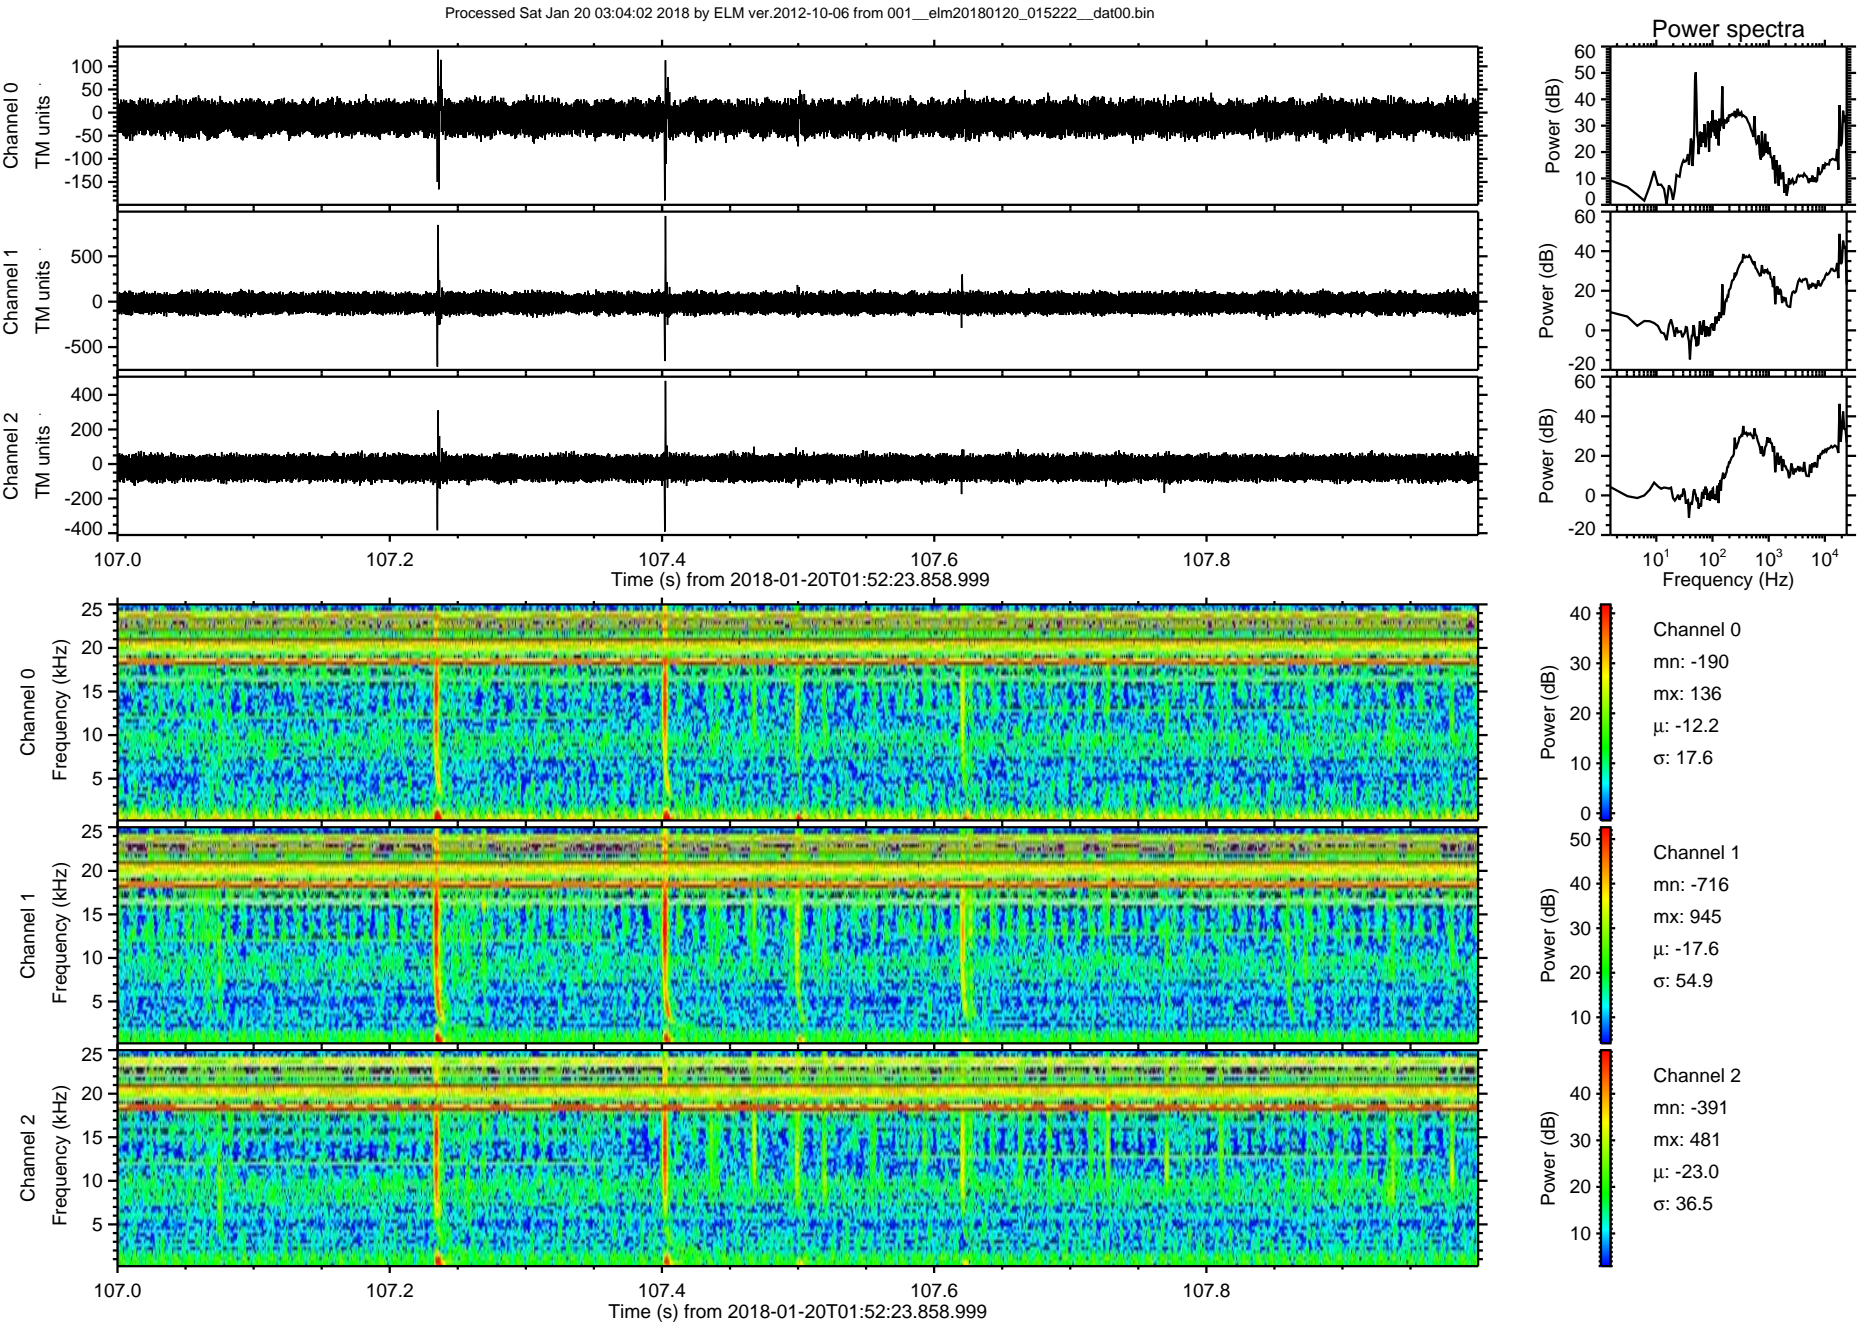 Processed Sat Jan 20 03:04:02 2018 by ELM ver.2012-10-06 from 001__elm20180120_015222__dat00.bin
Power spectra
Channel 0
TM units
100
50
0
-50
-100
-150
Power (dB)
60
50
40
30
20
10
0
Channel 1
TM units
500
0
-500
Power (dB)
60
40
20
0
-20
Channel 2
TM units
400
200
0
-200
-400
Power (dB)
60
40
20
0
-20
107.0 107.2 107.4 107.6 107.8
Time (s) from 2018-01-20T01:52:23.858.999
10^1 10^2 10^3 10^4
Frequency (Hz)
Channel 0
Frequency (kHz)
25
20
15
10
5
Power (dB)
40
30
20
10
0
Channel 0
mn: -190
mx: 136
µ: -12.2
σ: 17.6
Channel 1
Frequency (kHz)
25
20
15
10
5
Power (dB)
50
40
30
20
10
Channel 1
mn: -716
mx: 945
µ: -17.6
σ: 54.9
Channel 2
Frequency (kHz)
25
20
15
10
5
Power (dB)
40
30
20
10
Channel 2
mn: -391
mx: 481
µ: -23.0
σ: 36.5
107.0 107.2 107.4 107.6 107.8
Time (s) from 2018-01-20T01:52:23.858.999